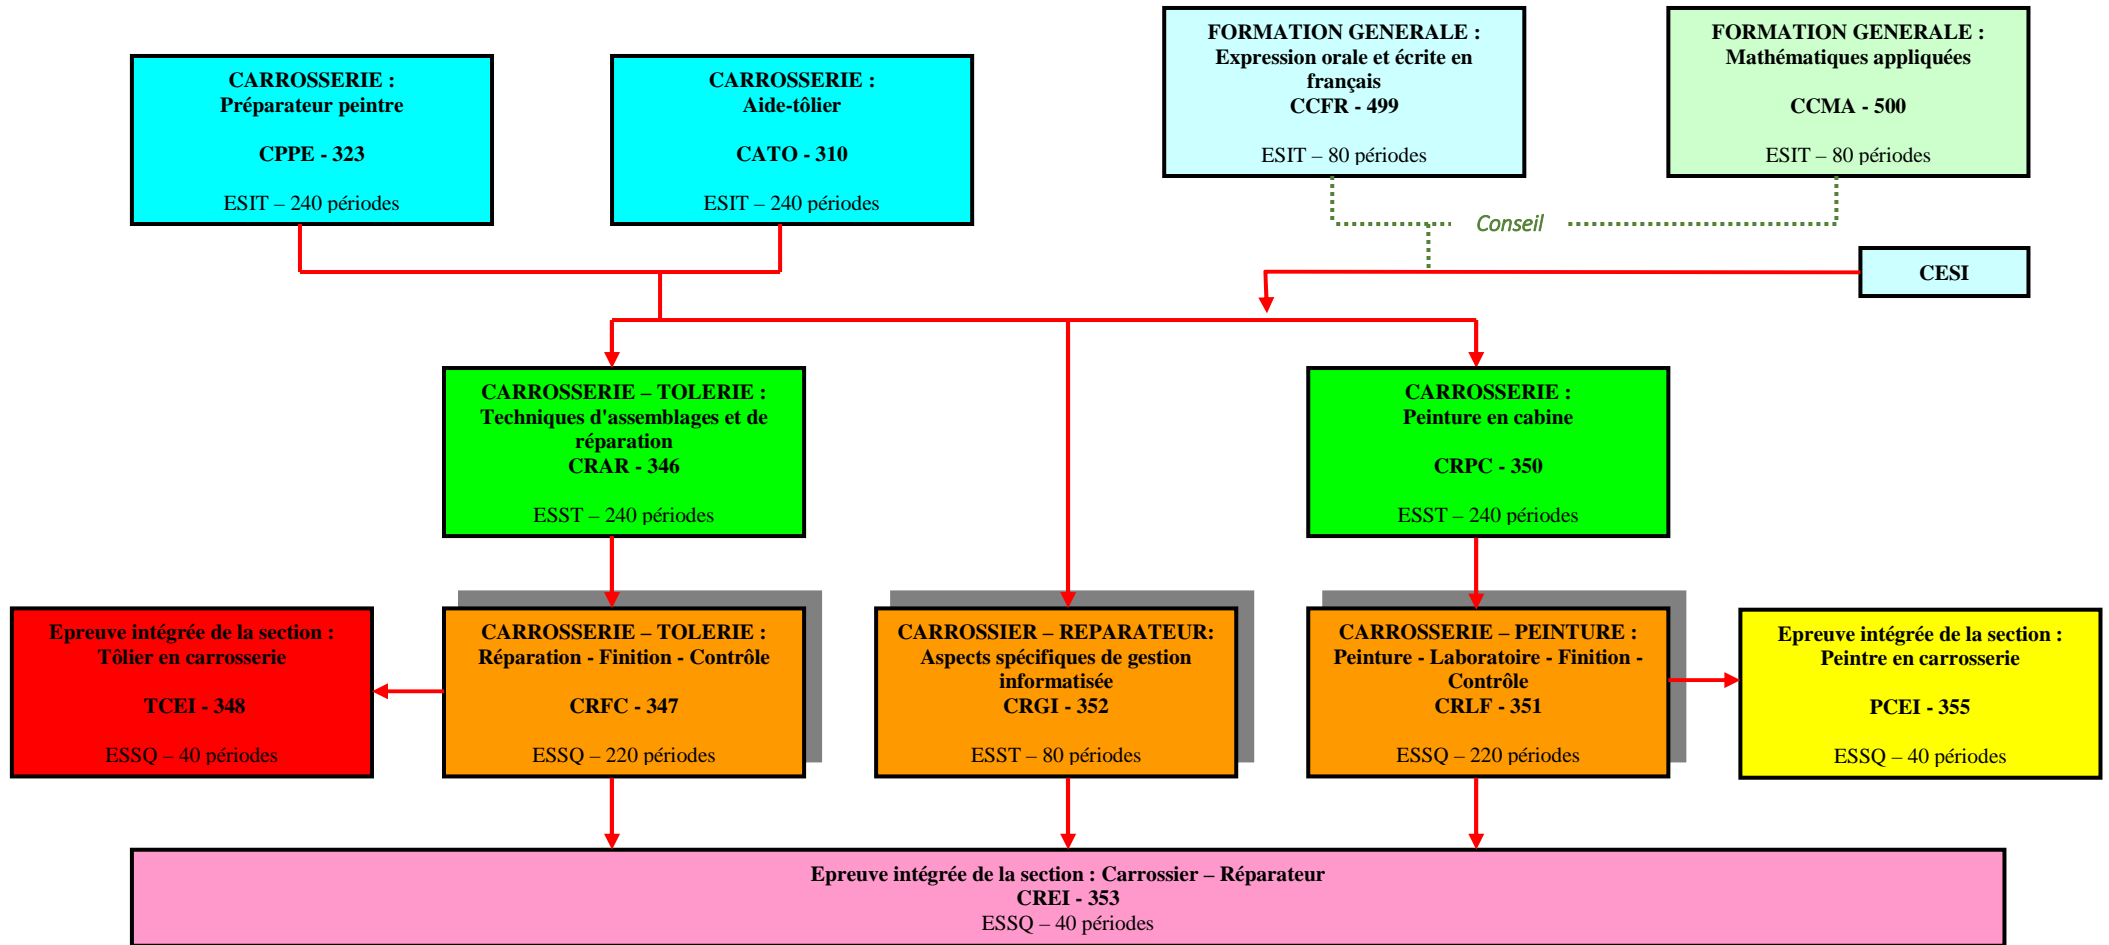 CARROSSERIE :
Préparateur peintre
CPPE - 323
ESIT – 240 périodes
CARROSSERIE :
Aide-tôlier
CATO - 310
ESIT – 240 périodes
FORMATION GENERALE :
Expression orale et écrite en
français
CCFR - 499
ESIT – 80 périodes
FORMATION GENERALE :
Mathématiques appliquées
CCMA - 500
ESIT – 80 périodes
Conseil
CESI
CARROSSERIE – TOLERIE :
Techniques d'assemblages et de
réparation
CRAR - 346
ESST – 240 périodes
CARROSSERIE :
Peinture en cabine
CRPC - 350
ESST – 240 périodes
Epreuve intégrée de la section :
Tôlier en carrosserie
TCEI - 348
ESSQ – 40 périodes
CARROSSERIE – TOLERIE :
Réparation - Finition - Contrôle
CRFC - 347
ESSQ – 220 périodes
CARROSSIER – REPARATEUR:
Aspects spécifiques de gestion
informatisée
CRGI - 352
ESST – 80 périodes
CARROSSERIE – PEINTURE :
Peinture - Laboratoire - Finition -
Contrôle
CRLF - 351
ESSQ – 220 périodes
Epreuve intégrée de la section :
Peintre en carrosserie
PCEI - 355
ESSQ – 40 périodes
Epreuve intégrée de la section : Carrossier – Réparateur
CREI - 353
ESSQ – 40 périodes